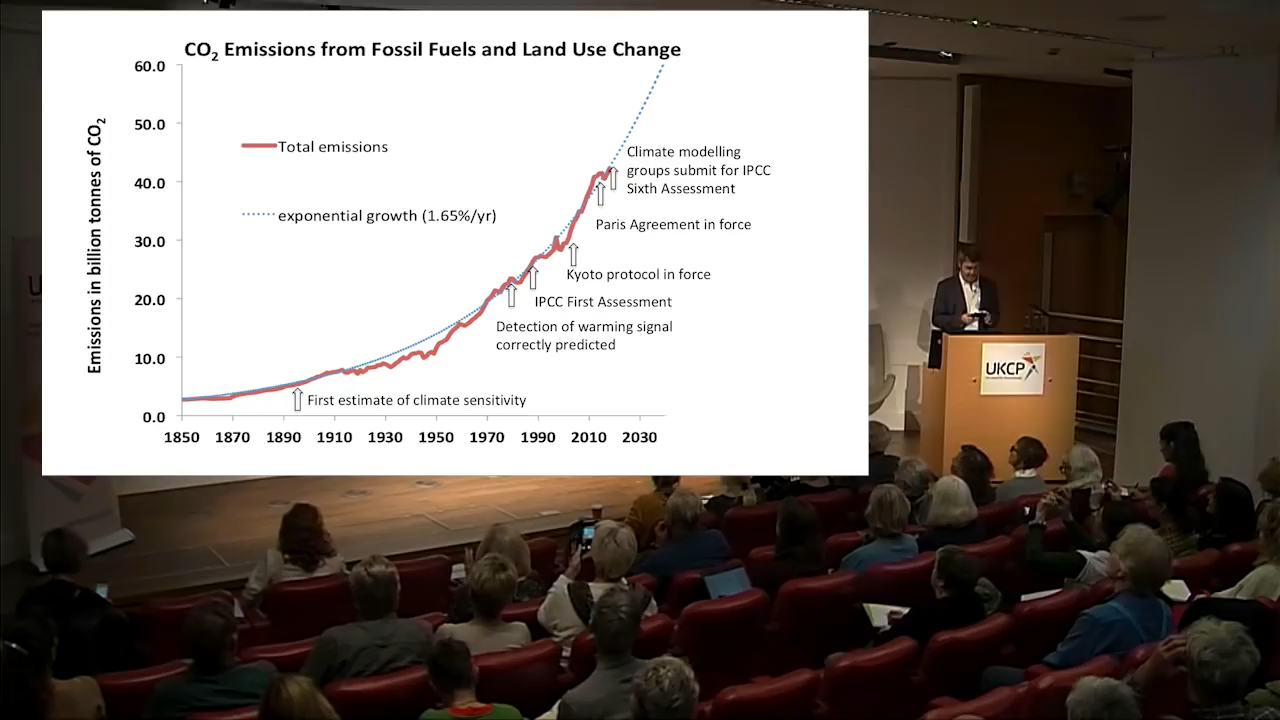 CO2 Emissions from Fossil Fuels and Land Use Change
Emissions in billion tonnes of CO2
60.0
50.0
40.0
30.0
20.0
10.0
0.0
Total emissions
exponential growth (1.65%/yr)
Climate modelling
groups submit for IPCC
Sixth Assessment
Paris Agreement in force
Kyoto protocol in force
IPCC First Assessment
Detection of warming signal
correctly predicted
First estimate of climate sensitivity
1850 1870 1890 1910 1930 1950 1970 1990 2010 2030
UKCP
U